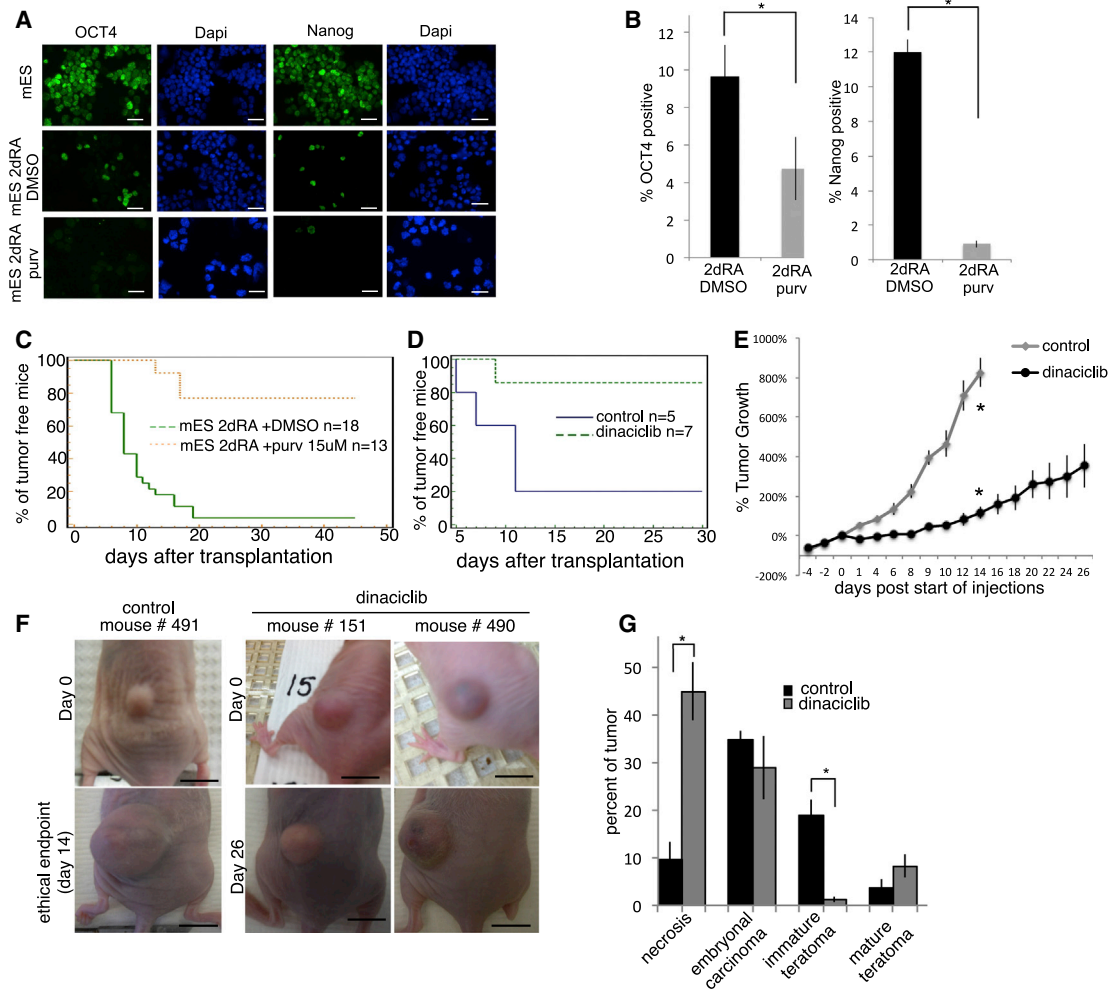 A
OCT4 Dapi Nanog Dapi
mES
mES 2dRA
DMSO
mES 2dRA
purv
B
*
% OCT4 positive
12
10
8
6
4
2
0
2dRA
DMSO
2dRA
purv
*
% Nanog positive
14
12
10
8
6
4
2
0
2dRA
DMSO
2dRA
purv
C
% of tumor free mice
100
80
60
40
20
0
mES 2dRA +DMSO n=18
mES 2dRA +purv 15uM n=13
0 10 20 30 40 50
days after transplantation
D
% of tumor free mice
100
80
60
40
20
0
control n=5
dinaciclib n=7
5 10 15 20 25 30
days after transplantation
E
control
dinaciclib
% Tumor Growth
1000%
800%
600%
400%
200%
0%
-200%
*
*
-4 -2 0 1 4 6 8 9 10 12 14 16 18 20 22 24 26
days post start of injections
F
control
mouse # 491
dinaciclib
mouse # 151 mouse # 490
Day 0
Day 0
15
ethical endpoint
(day 14)
Day 26
G
percent of tumor
50
40
30
20
10
0
*
*
control
dinaciclib
necrosis
embryonal
carcinoma
immature
teratoma
mature
teratoma